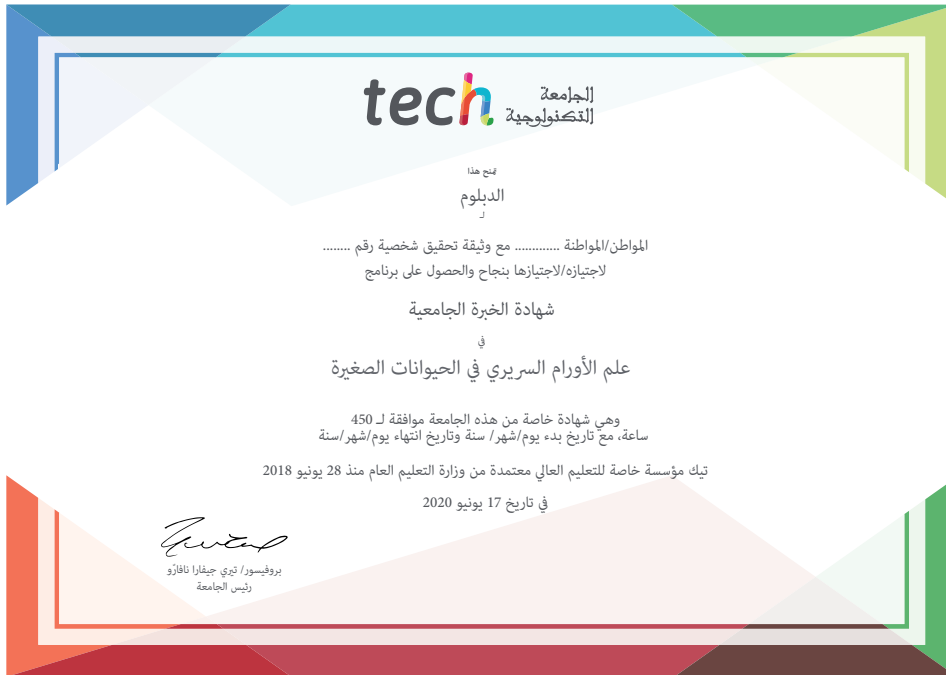 tech الجامعة
التكنولوجية
يمنح هذا
الدبلوم
لـ
المواطن/المواطنة ............ مع وثيقة تحقيق شخصية رقم ........
لاجتيازه/لاجتيازها بنجاح والحصول على برنامج
شهادة الخبرة الجامعية
في
علم الأورام السريري في الحيوانات الصغيرة
وهي شهادة خاصة من هذه الجامعة موافقة لـ 450
ساعة، مع تاريخ بدء يوم/شهر/ سنة وتاريخ انتهاء يوم/شهر/سنة
تيك مؤسسة خاصة للتعليم العالي معتمدة من وزارة التعليم العام منذ 28 يونيو 2018
في تاريخ 17 يونيو 2020
بروفيسور/ تيري جيفارا نافارّو
رئيس الجامعة